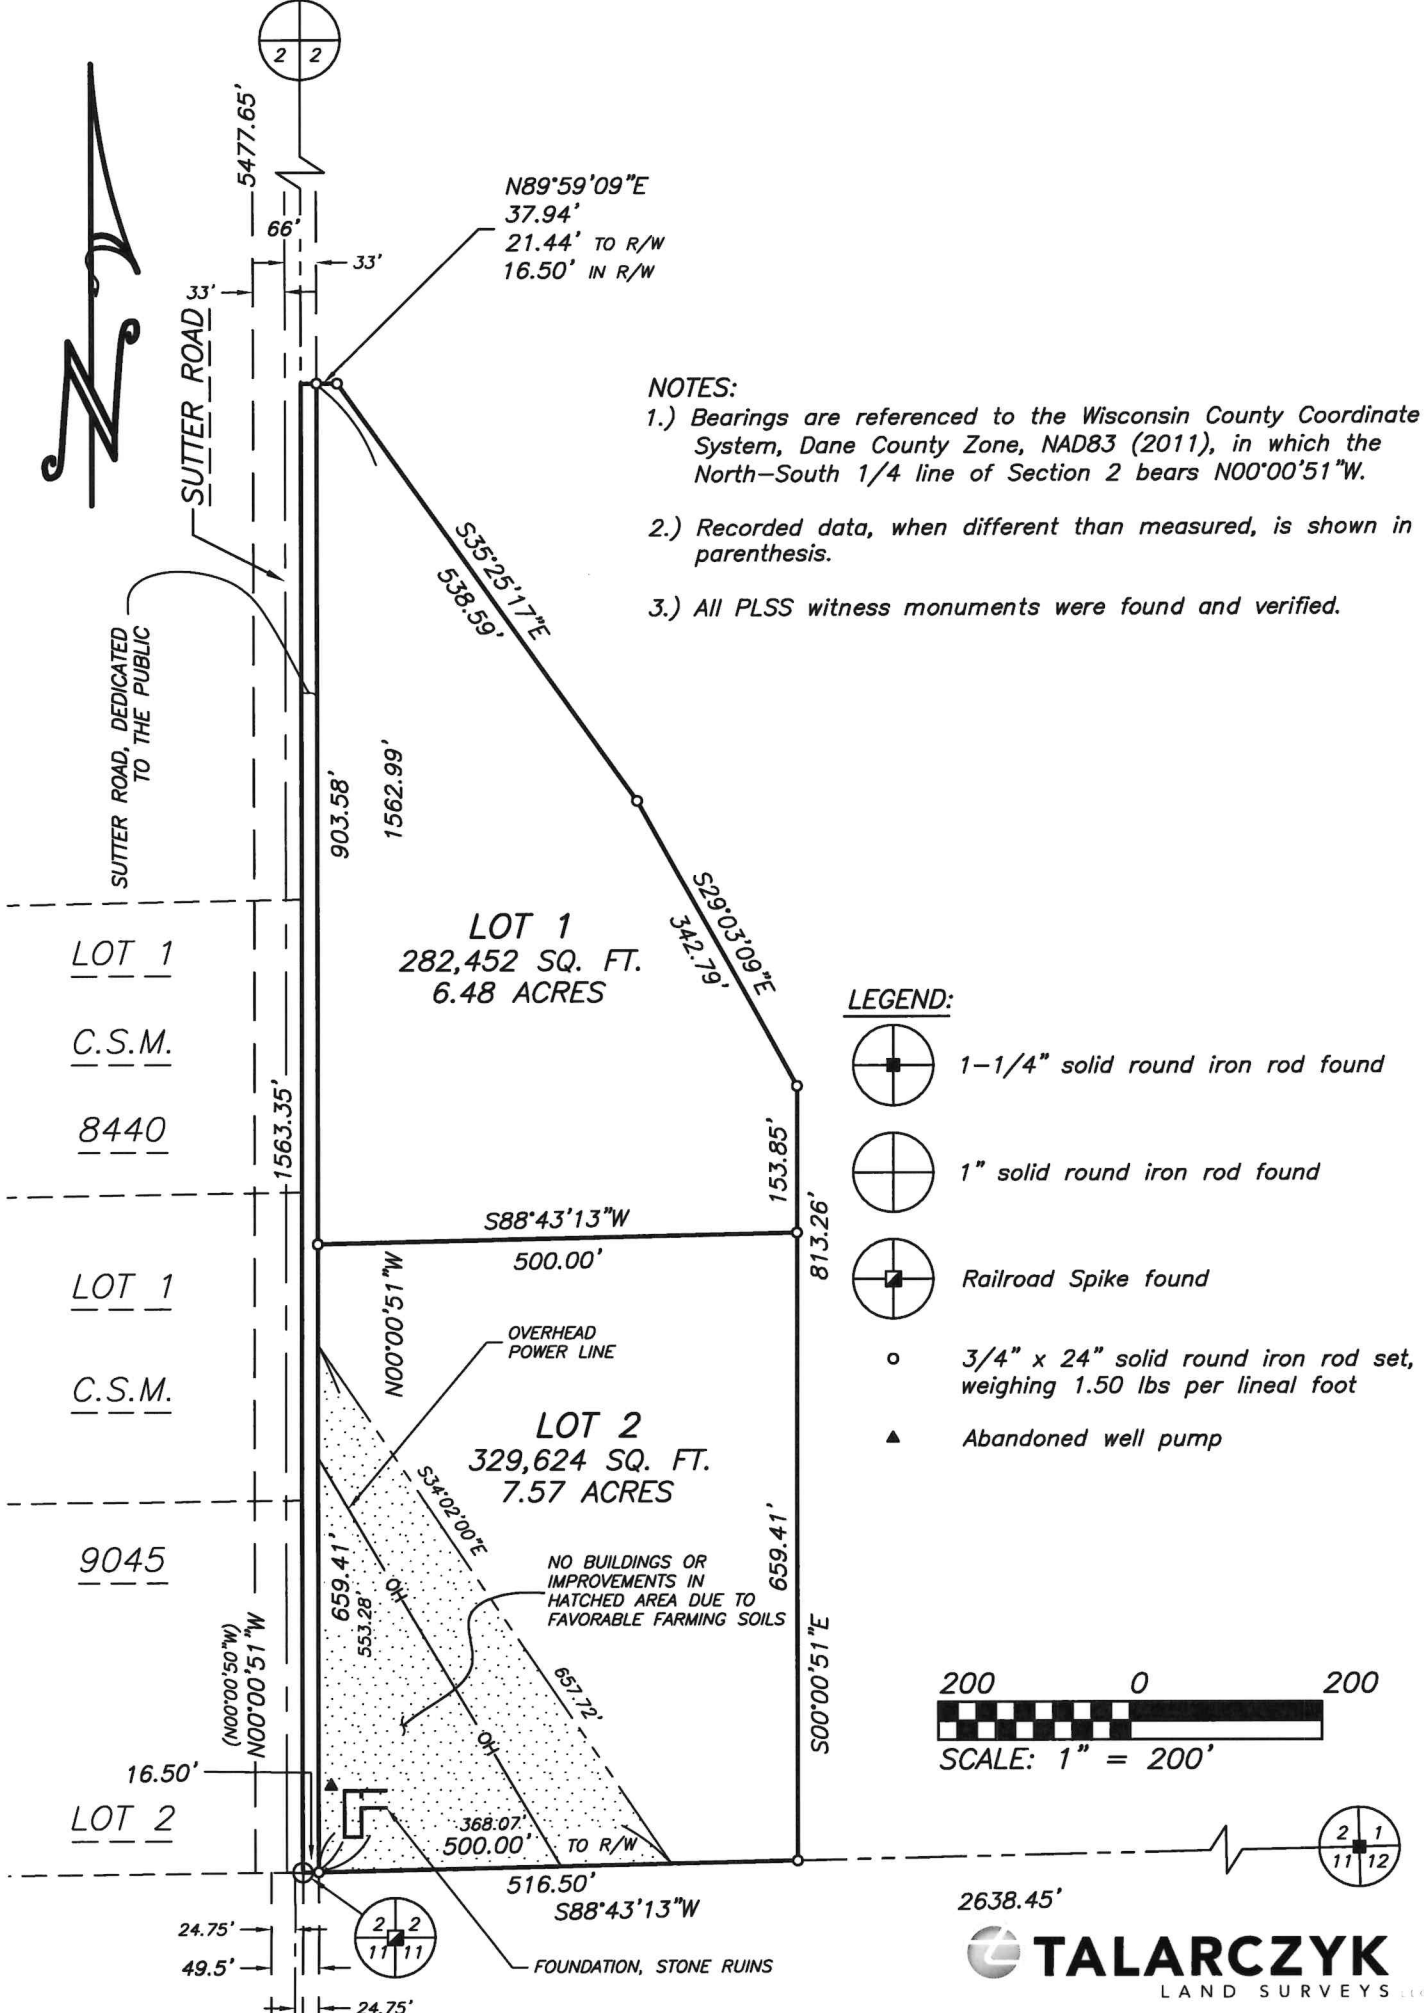 2 2
5477.65'
66'
33'
33'
N89°59'09"E
37.94'
21.44' TO R/W
16.50' IN R/W
SUTTER ROAD
NOTES:
1.) Bearings are referenced to the Wisconsin County Coordinate
System, Dane County Zone, NAD83 (2011), in which the
North-South 1/4 line of Section 2 bears N00°00'51"W.
2.) Recorded data, when different than measured, is shown in
parenthesis.
3.) All PLSS witness monuments were found and verified.
N
S35°25'17"E
538.59'
SUTTER ROAD, DEDICATED
TO THE PUBLIC
903.58'
1562.99'
S29°03'09"E
342.79'
LOT 1
282,452 SQ. FT.
6.48 ACRES
LOT 1
C.S.M.
8440
1563.35'
153.85'
813.26'
S88°43'13"W
500.00'
LEGEND:
1-1/4" solid round iron rod found
1" solid round iron rod found
Railroad Spike found
3/4" x 24" solid round iron rod set,
weighing 1.50 lbs per lineal foot
Abandoned well pump
LOT 1
C.S.M.
9045
N00°00'51"W
OVERHEAD
POWER LINE
LOT 2
329,624 SQ. FT.
7.57 ACRES
S34°02'00"E
657.72'
NO BUILDINGS OR
IMPROVEMENTS IN
HATCHED AREA DUE TO
FAVORABLE FARMING SOILS
659.41'
553.28'
OH
OH
659.41'
S00°00'51"E
(N00°00'50"W)
N00°00'51"W
16.50'
LOT 2
368.07'
500.00' TO R/W
516.50'
S88°43'13"W
200 0 200
SCALE: 1" = 200'
2 1
11 12
2638.45'
2 2
11 11
24.75'
49.5'
24.75'
FOUNDATION, STONE RUINS
TALARCZYK
LAND SURVEYS